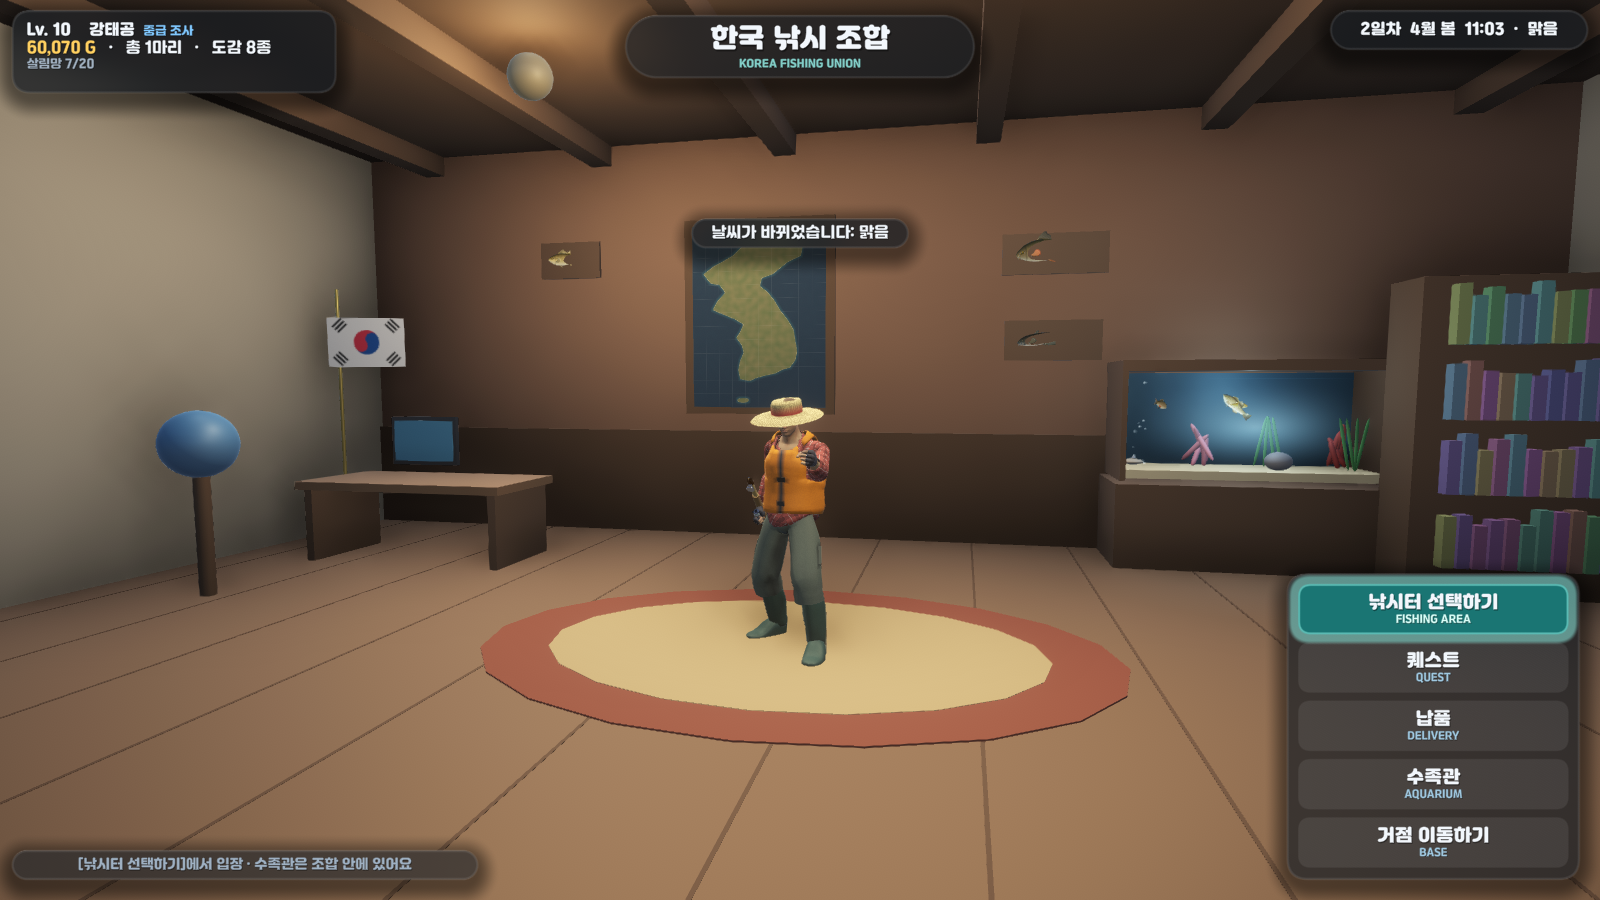 Lv. 10 강태공 중급 조사
60,070 G · 총 1마리 · 도감 8종
살림망 7/20
한국 낚시 조합
KOREA FISHING UNION
2일차 4월 봄 11:03 · 맑음
날씨가 바뀌었습니다: 맑음
낚시터 선택하기
FISHING AREA
퀘스트
QUEST
납품
DELIVERY
수족관
AQUARIUM
거점 이동하기
BASE
[낚시터 선택하기]에서 입장 · 수족관은 조합 안에 있어요